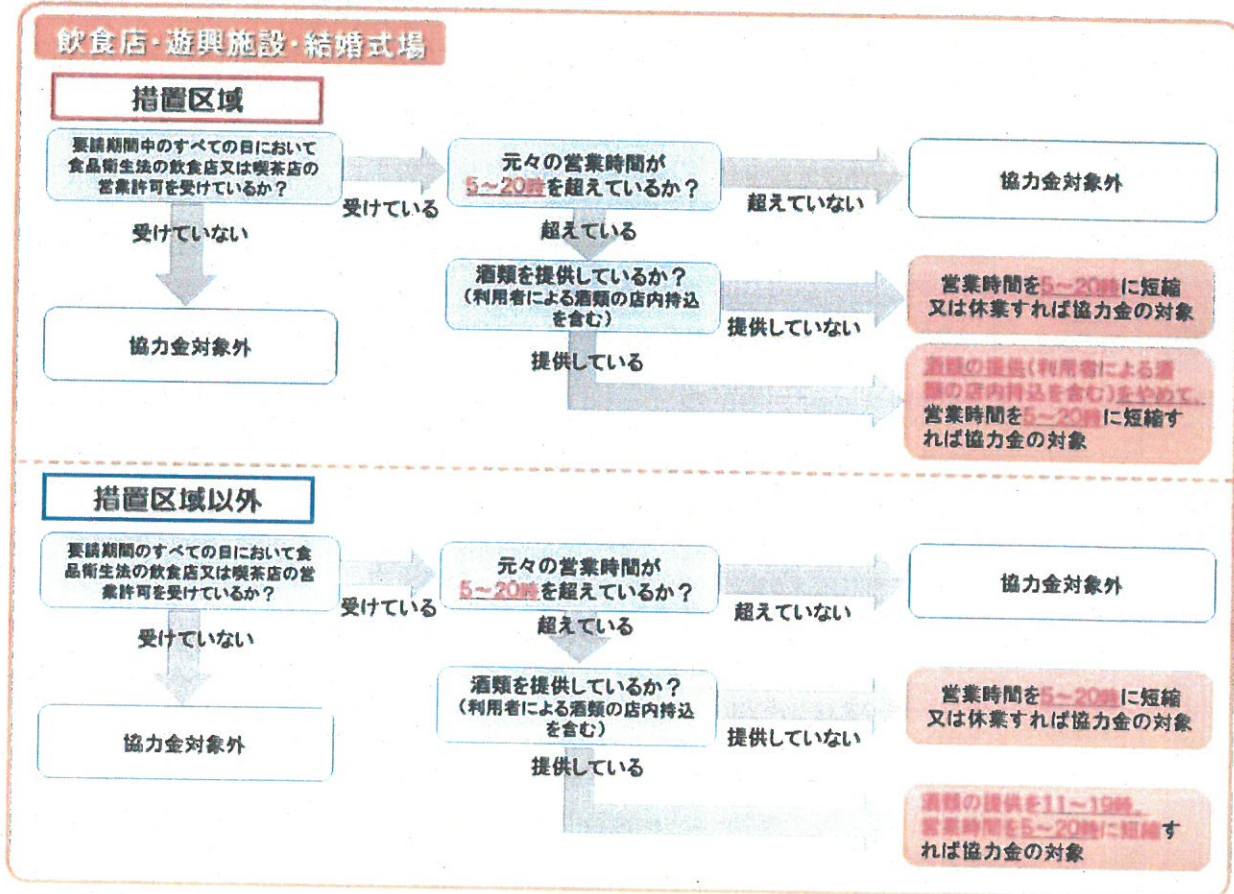 飲食店・遊興施設・結婚式場
措置区域
要請期間中のすべての日において
食品衛生法の飲食店又は喫茶店の
営業許可を受けているか？
受けている
受けていない
協力金対象外
元々の営業時間が
5～20時を超えているか？
超えていない
協力金対象外
超えている
酒類を提供しているか？
（利用者による酒類の店内持込
を含む）
提供していない
営業時間を5～20時に短縮
又は休業すれば協力金の対象
提供している
酒類の提供（利用者による酒
類の店内持込を含む）をやめて、
営業時間を5～20時に短縮す
れば協力金の対象
措置区域以外
要請期間のすべての日において食
品衛生法の飲食店又は喫茶店の営
業許可を受けているか？
受けている
受けていない
協力金対象外
元々の営業時間が
5～20時を超えているか？
超えていない
協力金対象外
超えている
酒類を提供しているか？
（利用者による酒類の店内持込
を含む）
提供していない
営業時間を5～20時に短縮
又は休業すれば協力金の対象
提供している
酒類の提供を11～19時、
営業時間を5～20時に短縮す
れば協力金の対象